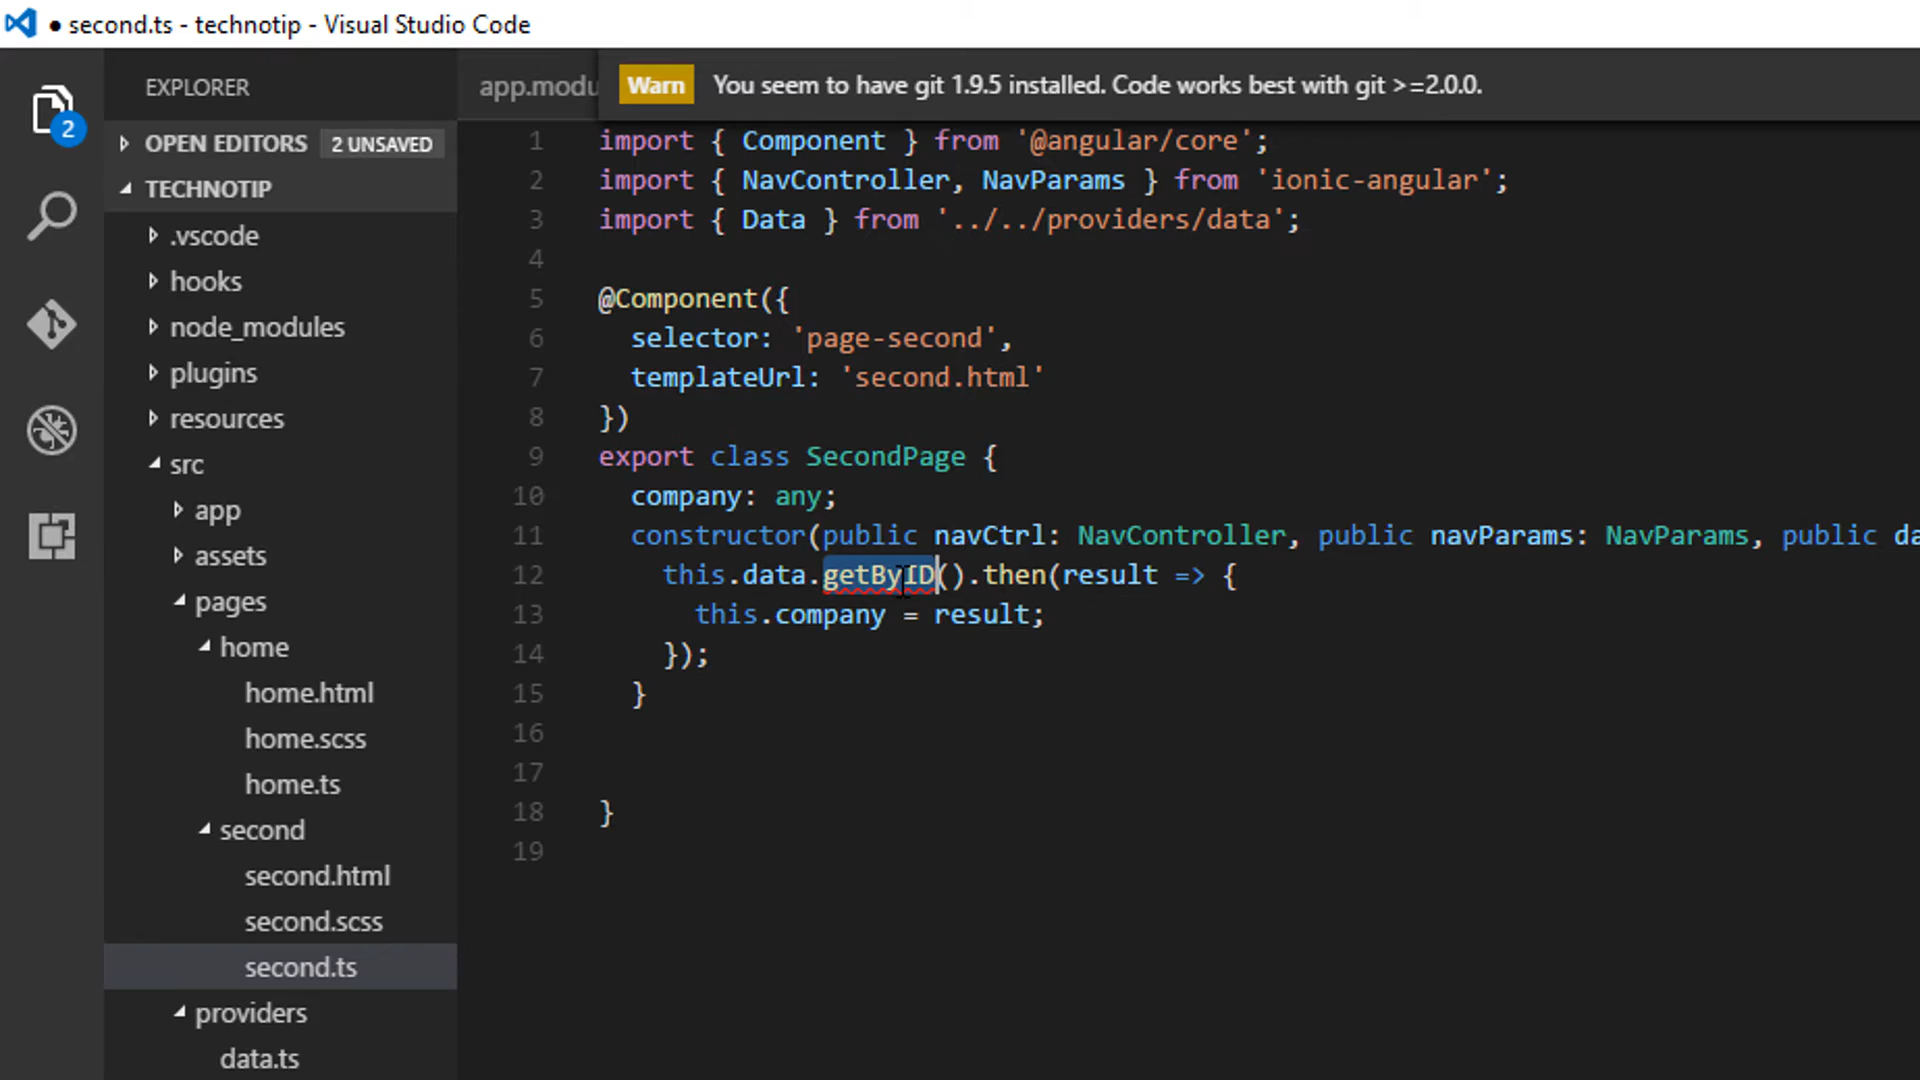 ● second.ts - technotip - Visual Studio Code
EXPLORER
app.modu
Warn You seem to have git 1.9.5 installed. Code works best with git >=2.0.0.
2
OPEN EDITORS 2 UNSAVED
TECHNOTIP
.vscode
hooks
node_modules
plugins
resources
src
app
assets
pages
home
home.html
home.scss
home.ts
second
second.html
second.scss
second.ts
providers
data.ts
1 import { Component } from '@angular/core';
2 import { NavController, NavParams } from 'ionic-angular';
3 import { Data } from '../../providers/data';
4
5 @Component({
6 selector: 'page-second',
7 templateUrl: 'second.html'
8 })
9 export class SecondPage {
10 company: any;
11 constructor(public navCtrl: NavController, public navParams: NavParams, public da
12 this.data.getByID().then(result => {
13 this.company = result;
14 });
15 }
16
17
18 }
19